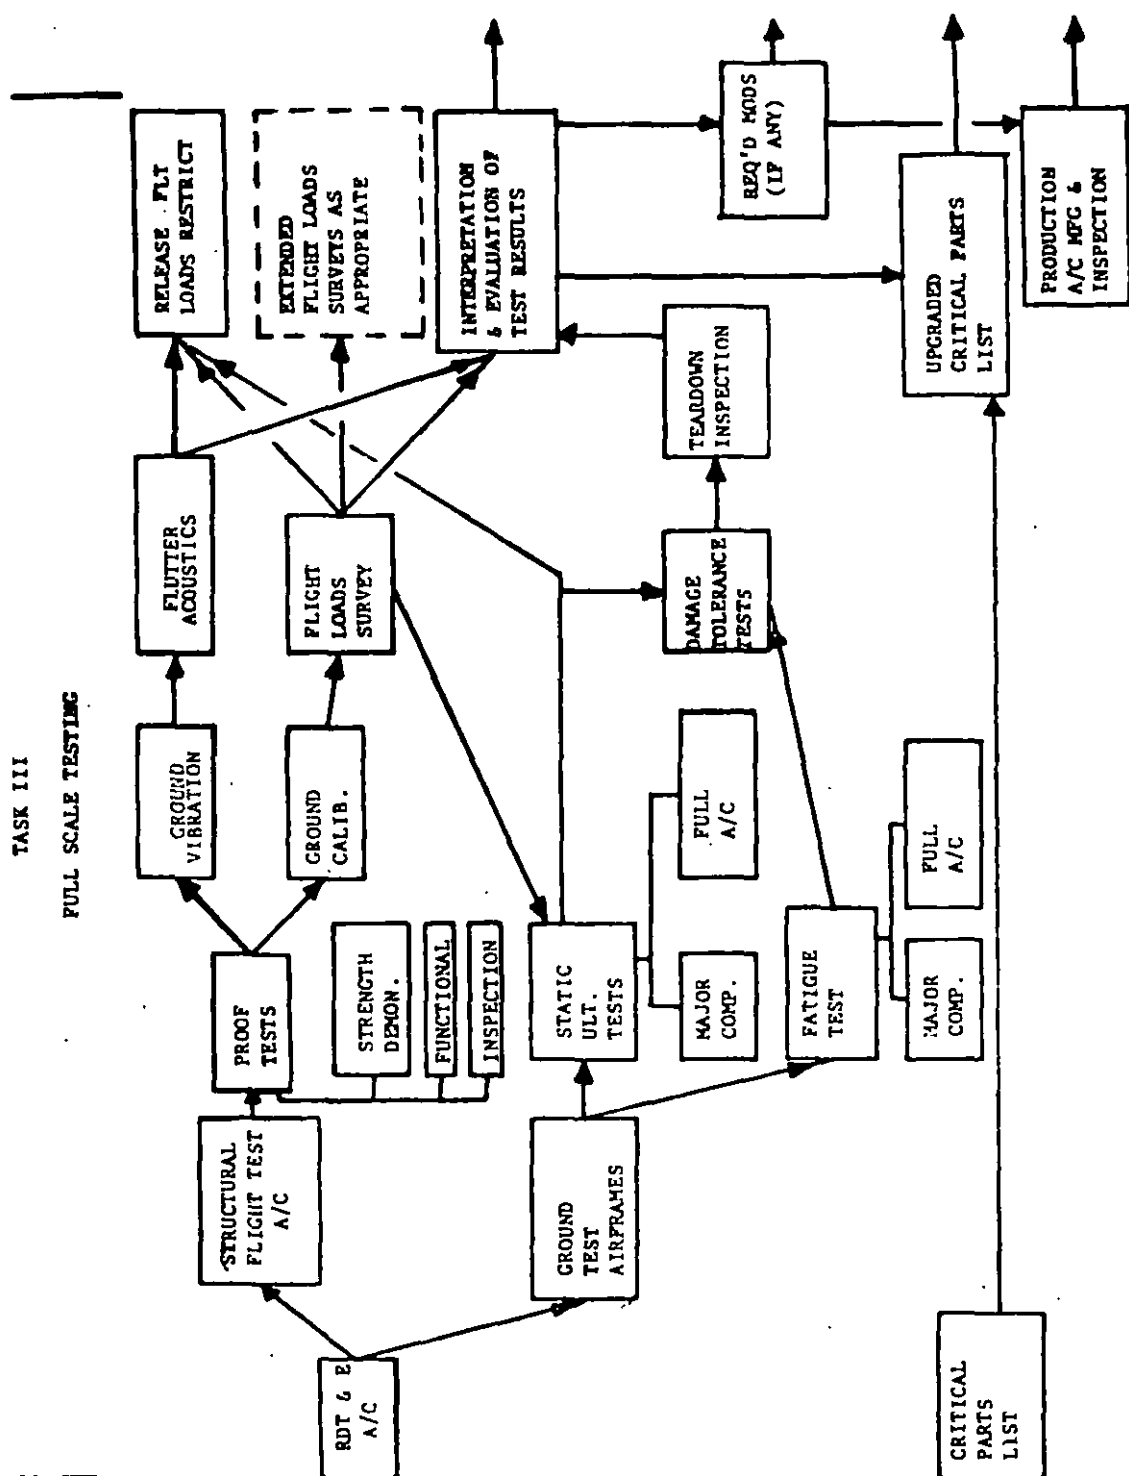 TASK III
FULL SCALE TESTING
RDT & E
A/C
STRUCTURAL
FLIGHT TEST
A/C
PROOF
TESTS
STRENGTH
DEMON.
FUNCTIONAL
INSPECTION
GROUND
VIBRATION
GROUND
CALIB.
FLUTTER
ACOUSTICS
FLIGHT
LOADS
SURVEY
RELEASE FLT
LOADS RESTRICT
EXTENDED
FLIGHT LOADS
SURVEYS AS
APPROPRIATE
INTERPRETATION
& EVALUATION OF
TEST RESULTS
GROUND
TEST
AIRFRAMES
STATIC
ULT.
TESTS
MAJOR
COMP.
FULL
A/C
FATIGUE
TEST
MAJOR
COMP.
FULL
A/C
DAMAGE
TOLERANCE
TESTS
TEARDOWN
INSPECTION
REQ'D MODS
(IF ANY)
CRITICAL
PARTS
LIST
UPGRADED
CRITICAL PARTS
LIST
PRODUCTION
A/C MFG &
INSPECTION